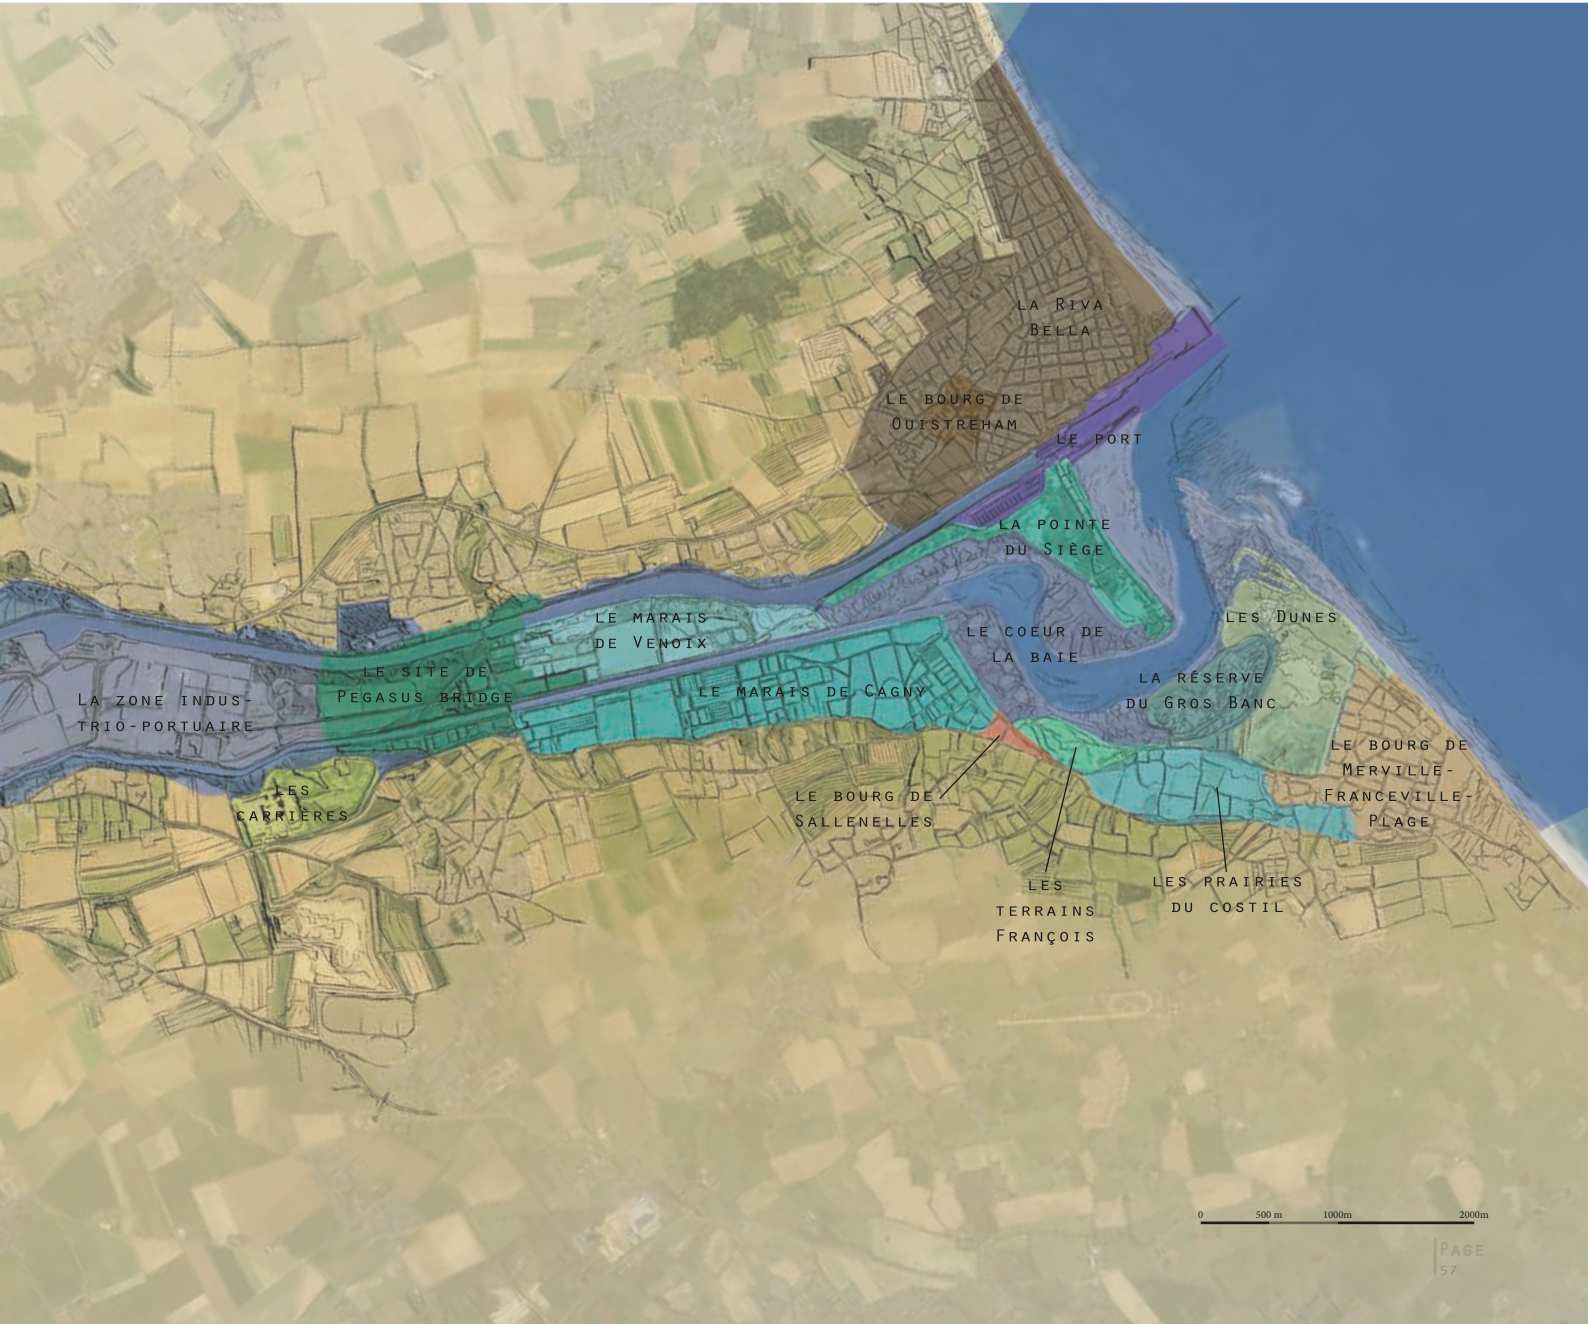 La Riva
Bella
Le bourg de
Ouistreham
Le port
La pointe
du Siège
Le marais
de Venoix
Les Dunes
Le coeur de
la baie
Le site de
Pegasus bridge
La réserve
du Gros Banc
Le marais de Cagny
La zone indus-
trio-portuaire
Le bourg de
Merville-
Franceville-
Plage
Les
carrières
Le bourg de
Sallenelles
Les
terrains
François
Les prairies
du costil
0 500 m 1000m 2000m
Page
57